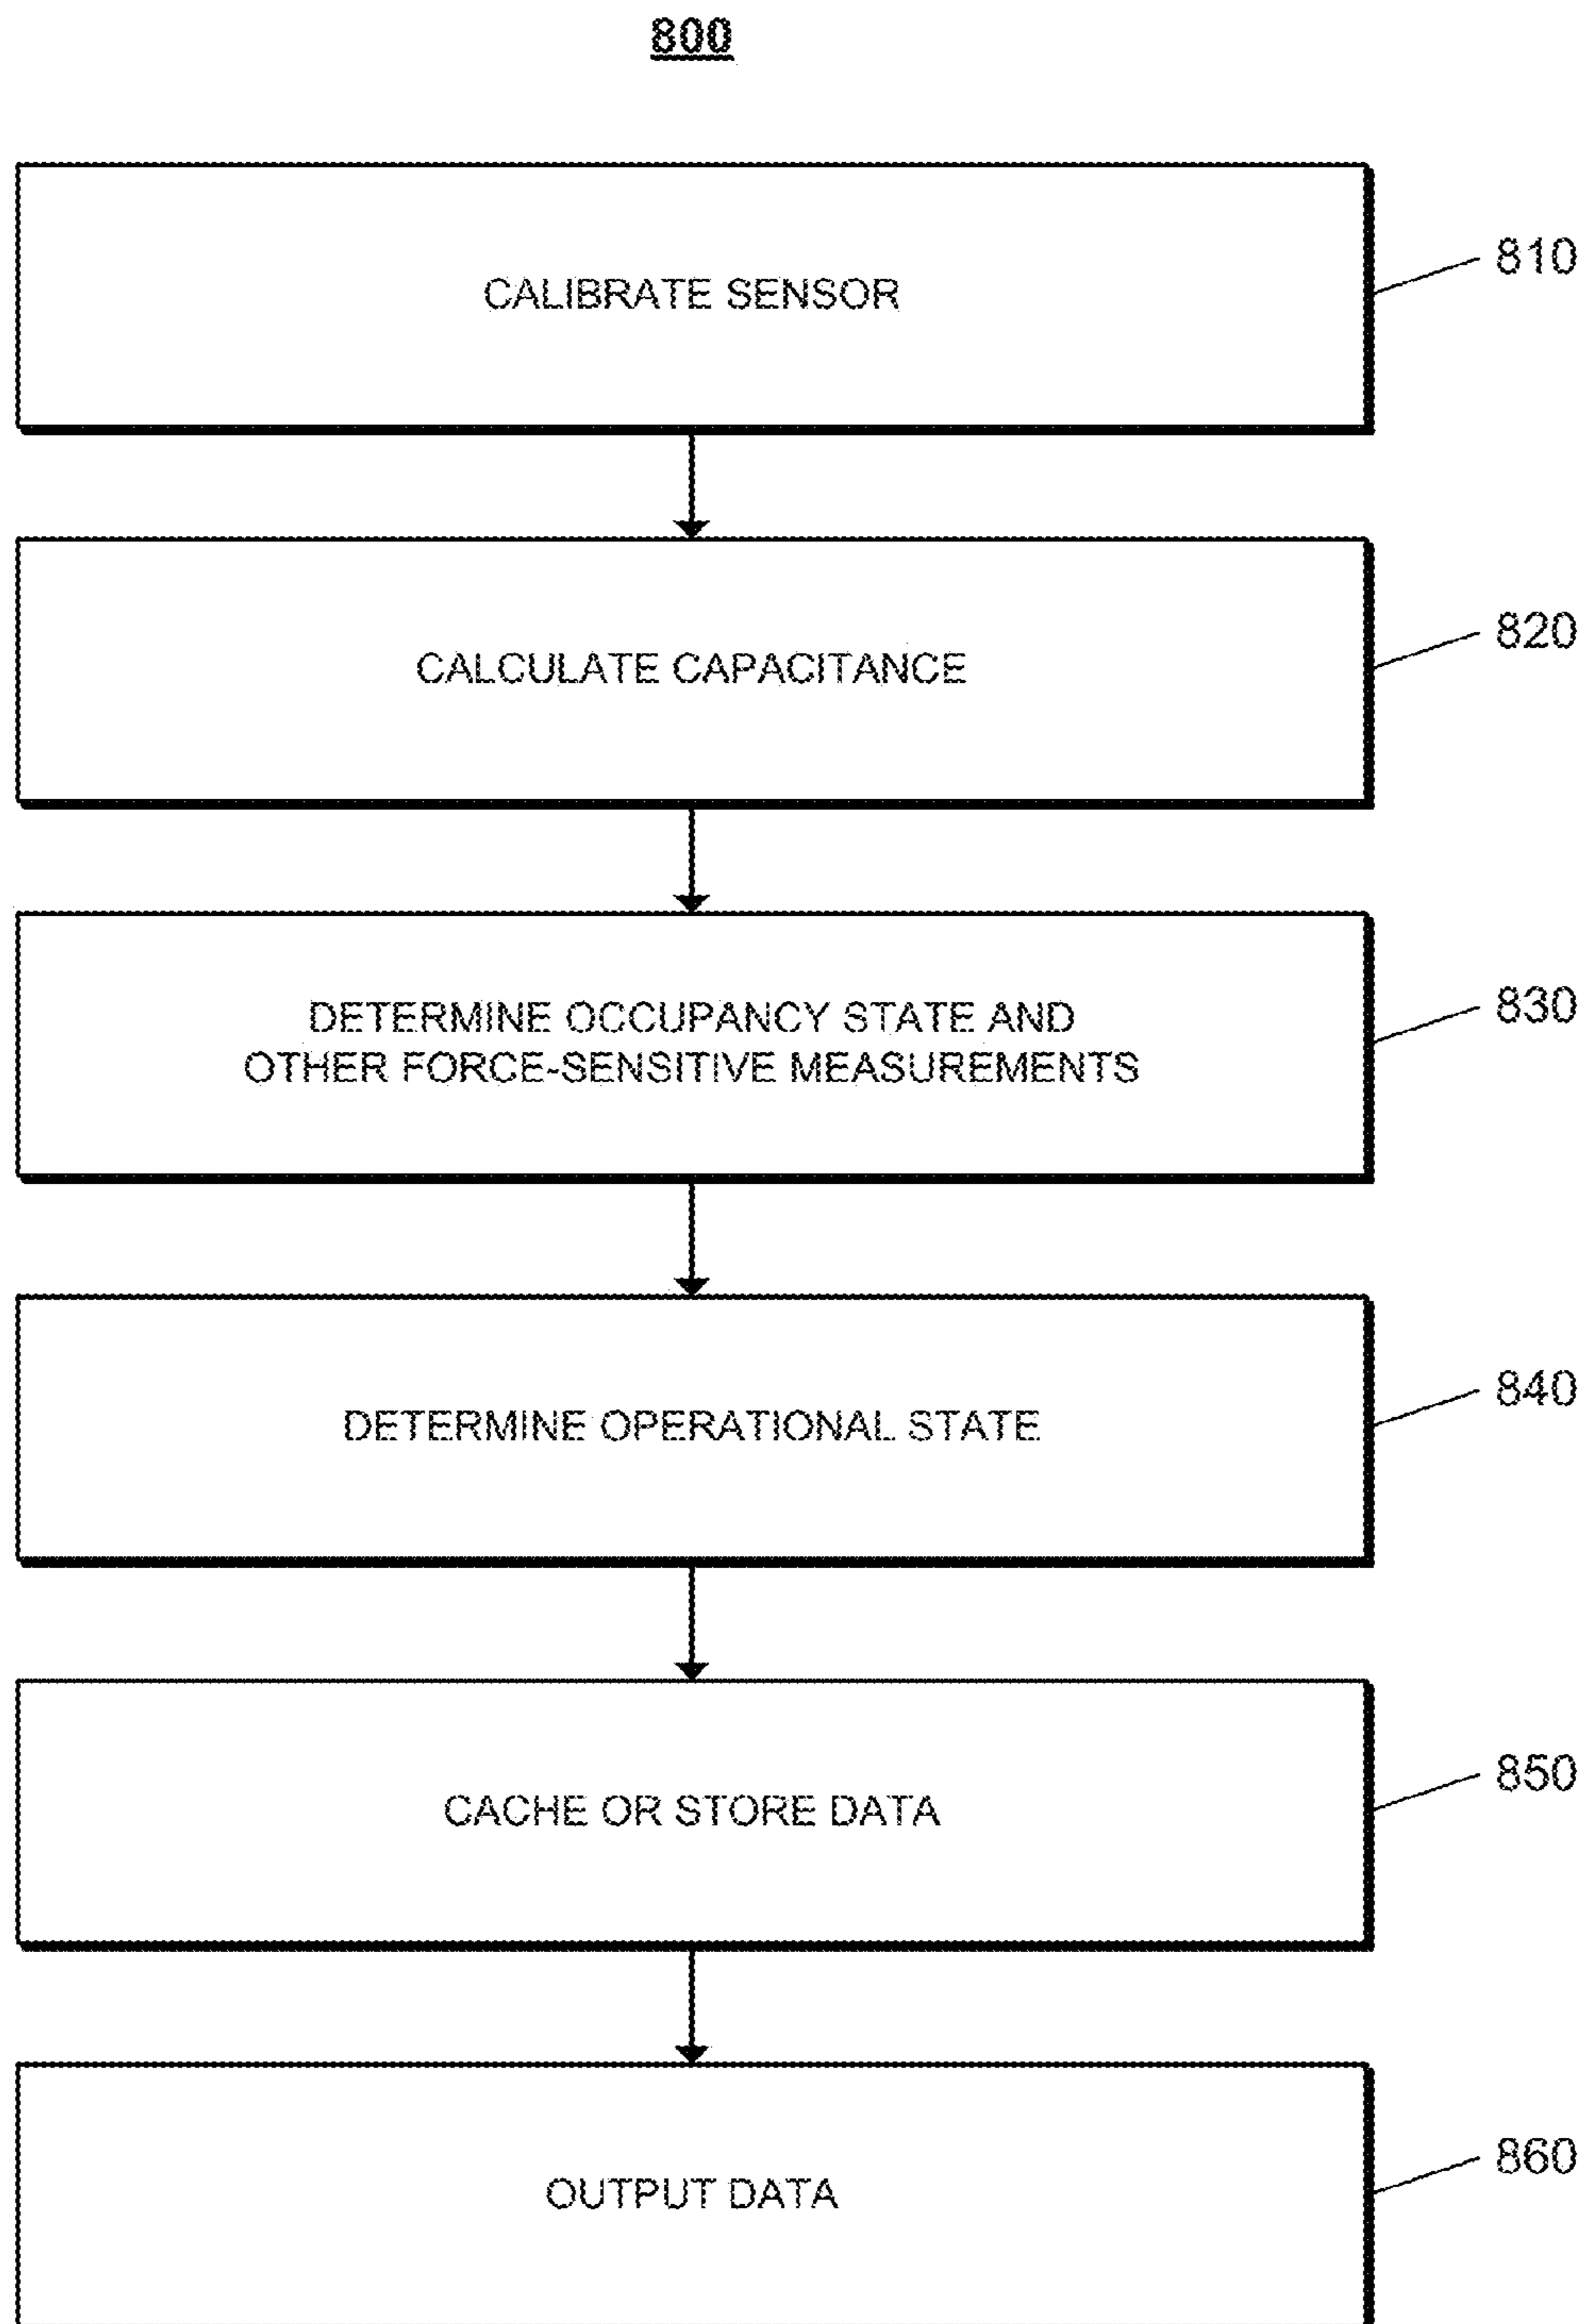 800
CALIBRATE SENSOR
810
CALCULATE CAPACITANCE
820
DETERMINE OCCUPANCY STATE AND
OTHER FORCE-SENSITIVE MEASUREMENTS
830
DETERMINE OPERATIONAL STATE
840
CACHE OR STORE DATA
850
OUTPUT DATA
860